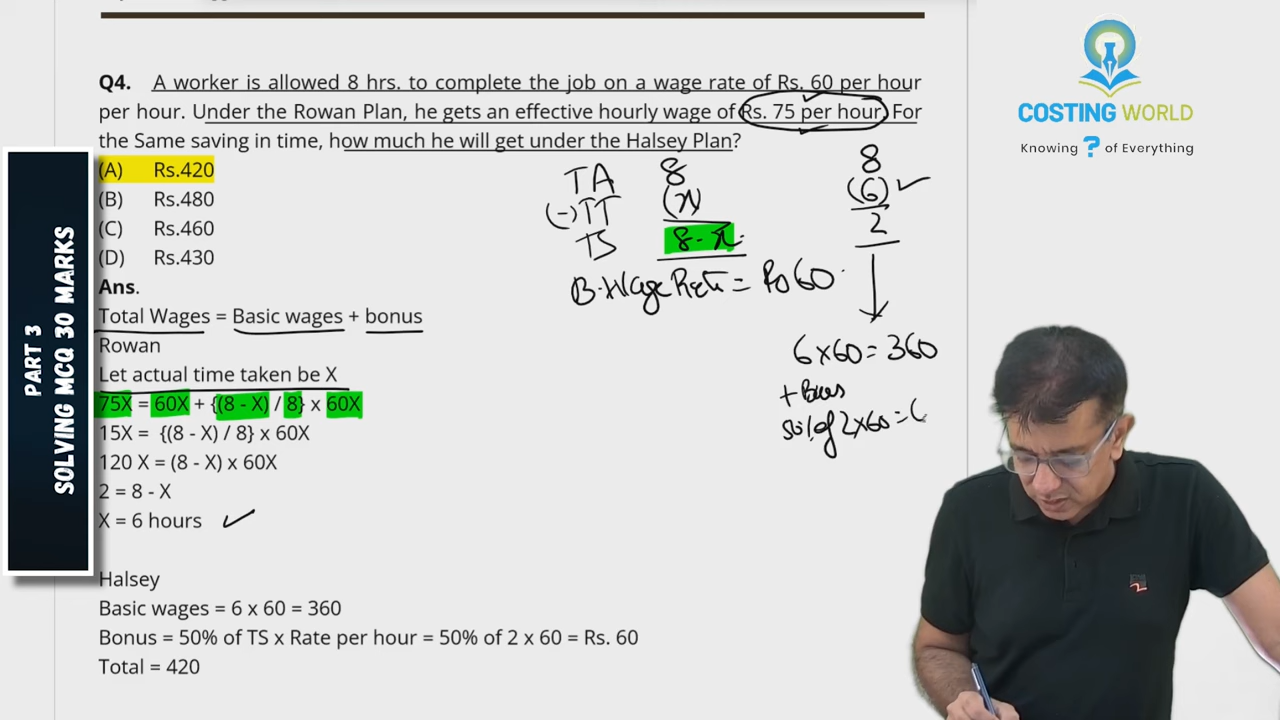 COSTING WORLD
Knowing ? of Everything
PART 3
SOLVING MCQ 30 MARKS
Q4. A worker is allowed 8 hrs. to complete the job on a wage rate of Rs. 60 per hour
per hour. Under the Rowan Plan, he gets an effective hourly wage of Rs. 75 per hour. For
the Same saving in time, how much he will get under the Halsey Plan?
(A) Rs.420
(B) Rs.480
(C) Rs.460
(D) Rs.430
Ans.
Total Wages = Basic wages + bonus
Rowan
Let actual time taken be X
75X = 60X + {(8 - X) / 8} x 60X
15X = {(8 - X) / 8} x 60X
120 X = (8 - X) x 60X
2 = 8 - X
X = 6 hours
Halsey
Basic wages = 6 x 60 = 360
Bonus = 50% of TS x Rate per hour = 50% of 2 x 60 = Rs. 60
Total = 420
TA 8
(-) TT (x)
TS 8-x
B.Wage Rate = Rs 60
8
(6)
2
6x60=360
+ Bonus
50% of 2x60=